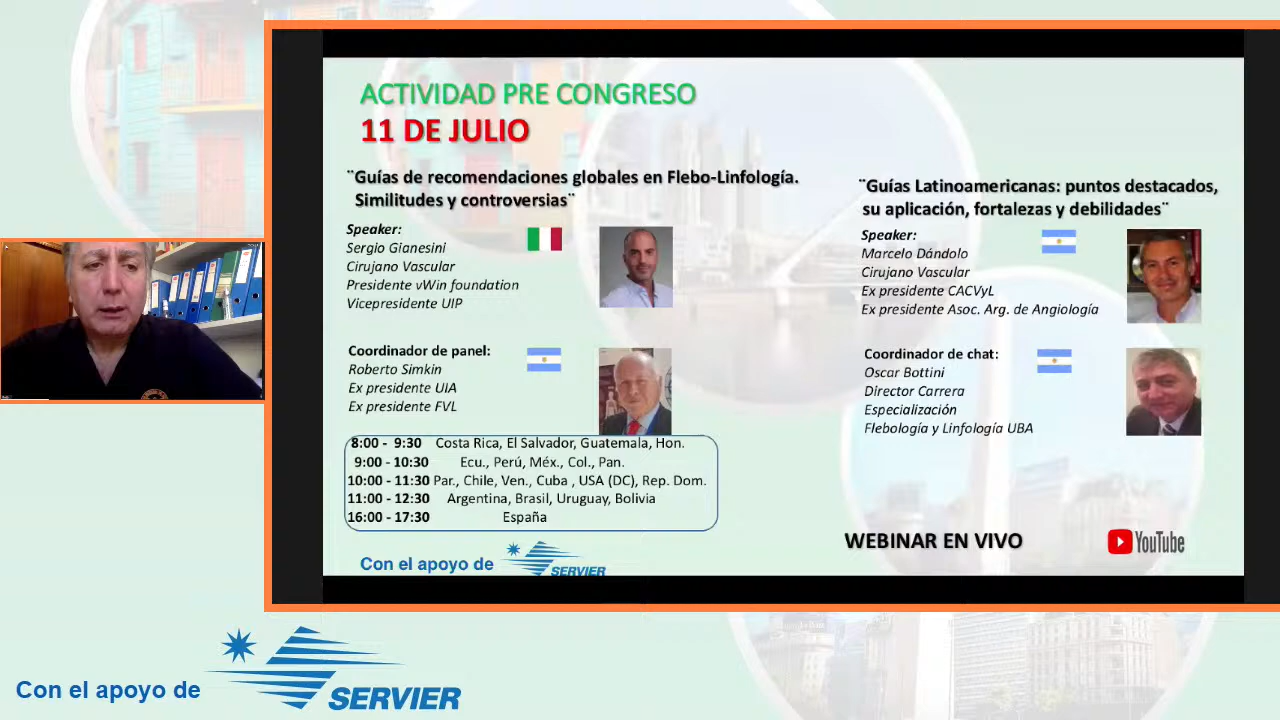 ACTIVIDAD PRE CONGRESO
11 DE JULIO
¨Guías de recomendaciones globales en Flebo-Linfología.
Similitudes y controversias¨
Speaker:
Sergio Gianesini
Cirujano Vascular
Presidente vWin foundation
Vicepresidente UIP
Coordinador de panel:
Roberto Simkin
Ex presidente UIA
Ex presidente FVL
8:00 - 9:30 Costa Rica, El Salvador, Guatemala, Hon.
9:00 - 10:30 Ecu., Perú, Méx., Col., Pan.
10:00 - 11:30 Par., Chile, Ven., Cuba , USA (DC), Rep. Dom.
11:00 - 12:30 Argentina, Brasil, Uruguay, Bolivia
16:00 - 17:30 España
Con el apoyo de SERVIER
¨Guías Latinoamericanas: puntos destacados,
su aplicación, fortalezas y debilidades¨
Speaker:
Marcelo Dándolo
Cirujano Vascular
Ex presidente CACVyL
Ex presidente Asoc. Arg. de Angiología
Coordinador de chat:
Oscar Bottini
Director Carrera
Especialización
Flebología y Linfología UBA
WEBINAR EN VIVO
YouTube
Con el apoyo de SERVIER